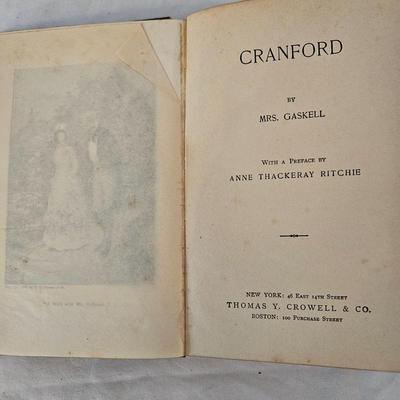 CRANFORD
BY
MRS. GASKELL
WITH A PREFACE BY
ANNE THACKERAY RITCHIE
NEW YORK: 46 EAST 14TH STREET
THOMAS Y. CROWELL & CO.
BOSTON: 100 PURCHASE STREET